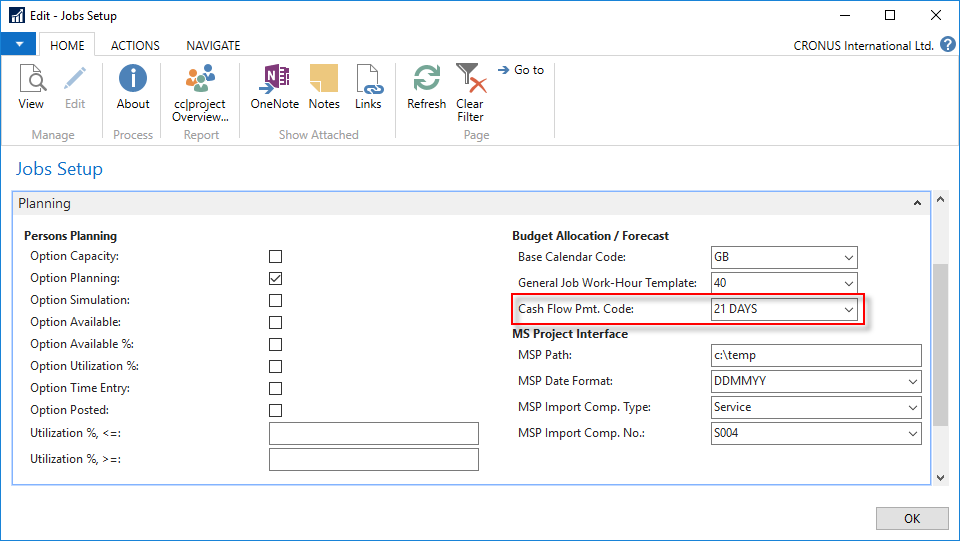 Edit - Jobs Setup
HOME ACTIONS NAVIGATE CRONUS International Ltd. ?
View Edit About cc|project Overview... OneNote Notes Links Refresh Clear Filter Go to
Manage Process Report Show Attached Page
Jobs Setup
Planning
Persons Planning
Option Capacity:
Option Planning:
Option Simulation:
Option Available:
Option Available %:
Option Utilization %:
Option Time Entry:
Option Posted:
Utilization %, <=:
Utilization %, >=:
Budget Allocation / Forecast
Base Calendar Code: GB
General Job Work-Hour Template: 40
Cash Flow Pmt. Code: 21 DAYS
MS Project Interface
MSP Path: c:\temp
MSP Date Format: DDMMYY
MSP Import Comp. Type: Service
MSP Import Comp. No.: S004
OK